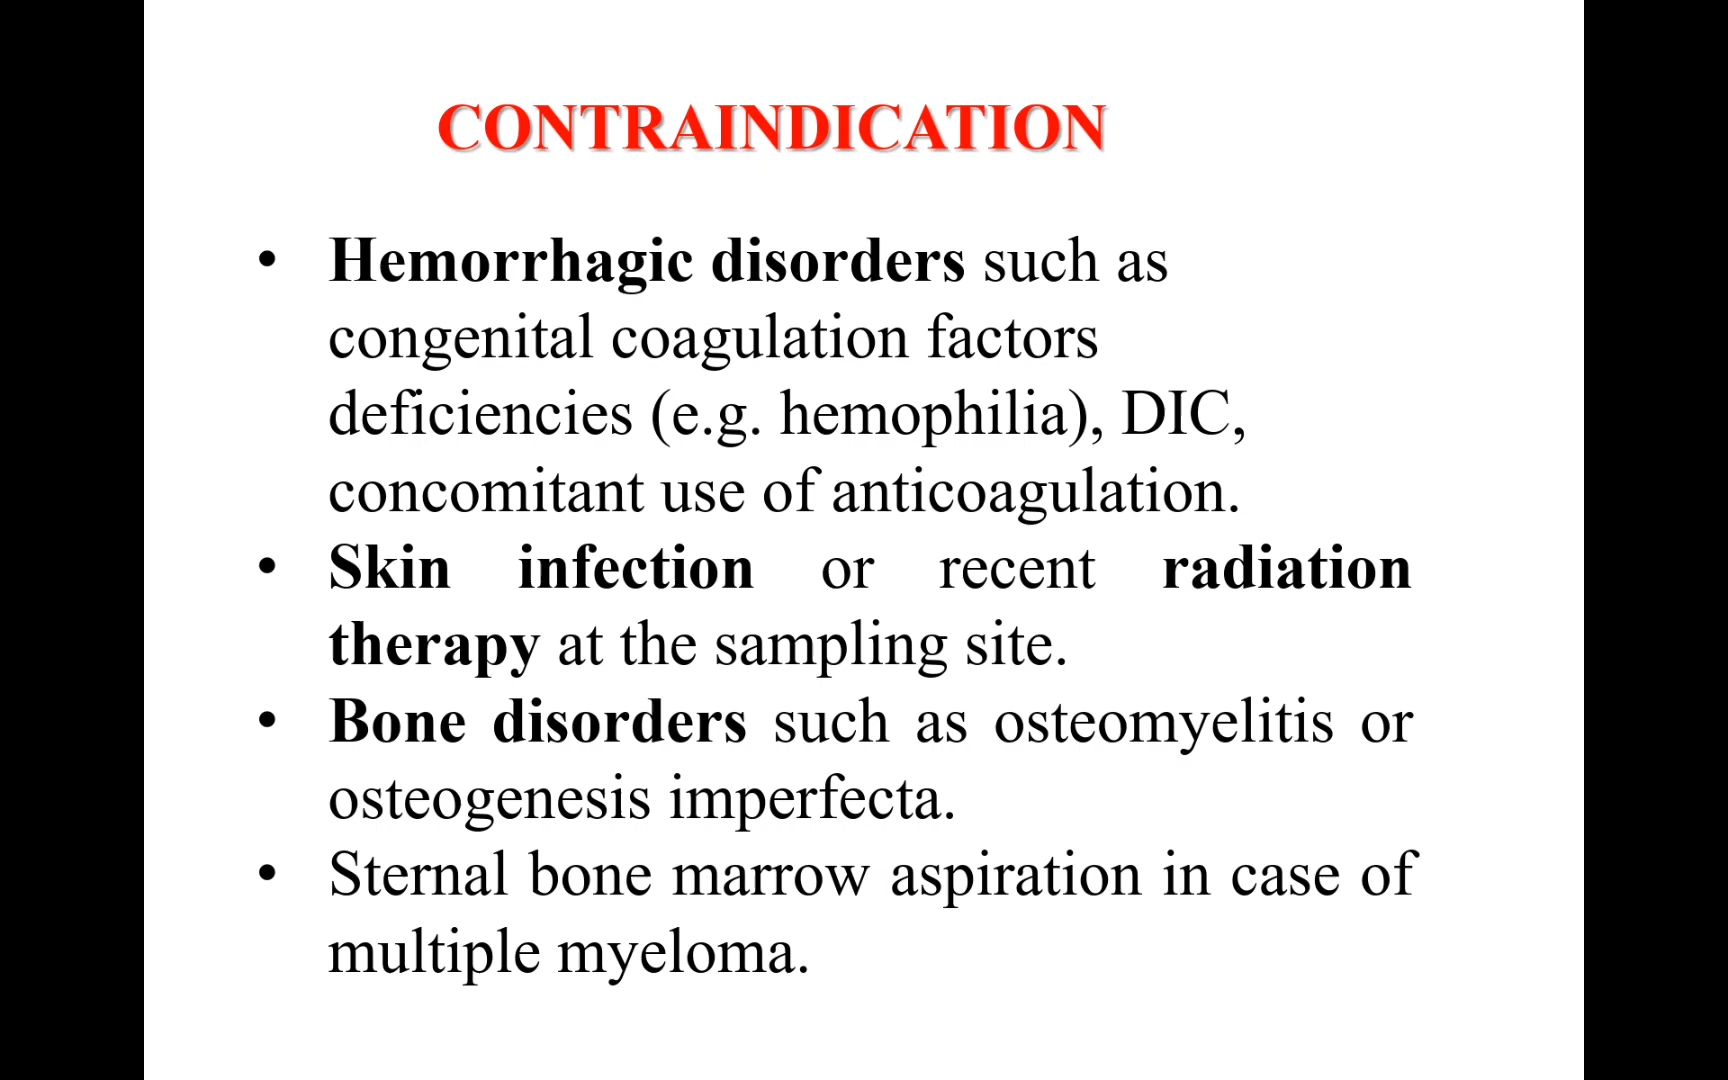 CONTRAINDICATION
• Hemorrhagic disorders such as
congenital coagulation factors
deficiencies (e.g. hemophilia), DIC,
concomitant use of anticoagulation.
• Skin infection or recent radiation
therapy at the sampling site.
• Bone disorders such as osteomyelitis or
osteogenesis imperfecta.
• Sternal bone marrow aspiration in case of
multiple myeloma.